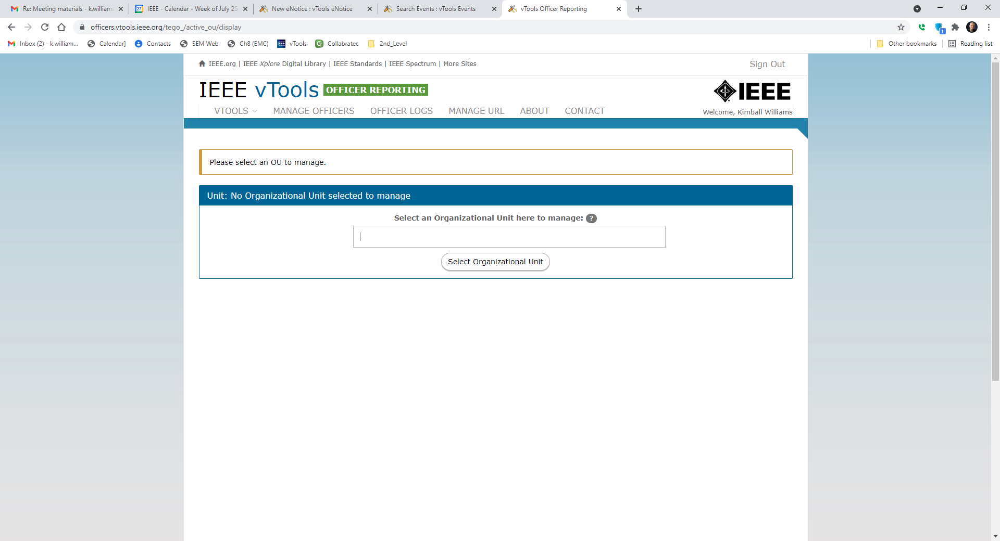 Re: Meeting materials - k.williams
IEEE - Calendar - Week of July 25
New eNotice : vTools eNotice
Search Events : vTools Events
vTools Officer Reporting
officers.vtools.ieee.org/tego_/active_ou/display
1
Inbox (2) - k.william... Calendar] Contacts SEM Web Ch8 (EMC) IEEE vTools CT Collabratec 2nd_Level Other bookmarks Reading list
IEEE.org | IEEE Xplore Digital Library | IEEE Standards | IEEE Spectrum | More Sites
Sign Out
IEEE vTools OFFICER REPORTING
IEEE
VTOOLS MANAGE OFFICERS OFFICER LOGS MANAGE URL ABOUT CONTACT
Welcome, Kimball Williams
Please select an OU to manage.
Unit: No Organizational Unit selected to manage
Select an Organizational Unit here to manage: ?
Select Organizational Unit